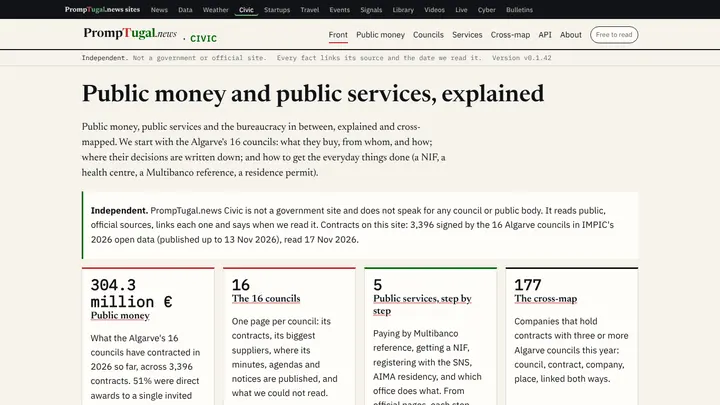 PrompTugal.news sites News Data Weather Civic Startups Travel Events Signals Library Videos Live Cyber Bulletins
PrompTugal.news · CIVIC Front Public money Councils Services Cross-map API About Free to read
Independent. Not a government or official site. Every fact links its source and the date we read it. Version v0.1.42
Public money and public services, explained
Public money, public services and the bureaucracy in between, explained and cross-
mapped. We start with the Algarve's 16 councils: what they buy, from whom, and how;
where their decisions are written down; and how to get the everyday things done (a NIF, a
health centre, a Multibanco reference, a residence permit).
Independent. PrompTugal.news Civic is not a government site and does not speak for any council or public body. It reads public,
official sources, links each one and says when we read it. Contracts on this site: 3,396 signed by the 16 Algarve councils in IMPIC's
2026 open data (published up to 13 Nov 2026), read 17 Nov 2026.
304.3
million €
Public money
What the Algarve's 16
councils have contracted in
2026 so far, across 3,396
contracts. 51% were direct
awards to a single invited
16
The 16 councils
One page per council: its
contracts, its biggest
suppliers, where its
minutes, agendas and
notices are published, and
what we could not read.
5
Public services, step by
step
Paying by Multibanco
reference, getting a NIF,
registering with the SNS,
AIMA residency, and which
office does what. From
official pages, each step
177
The cross-map
Companies that hold
contracts with three or more
Algarve councils this year:
council, contract, company,
place, linked both ways.